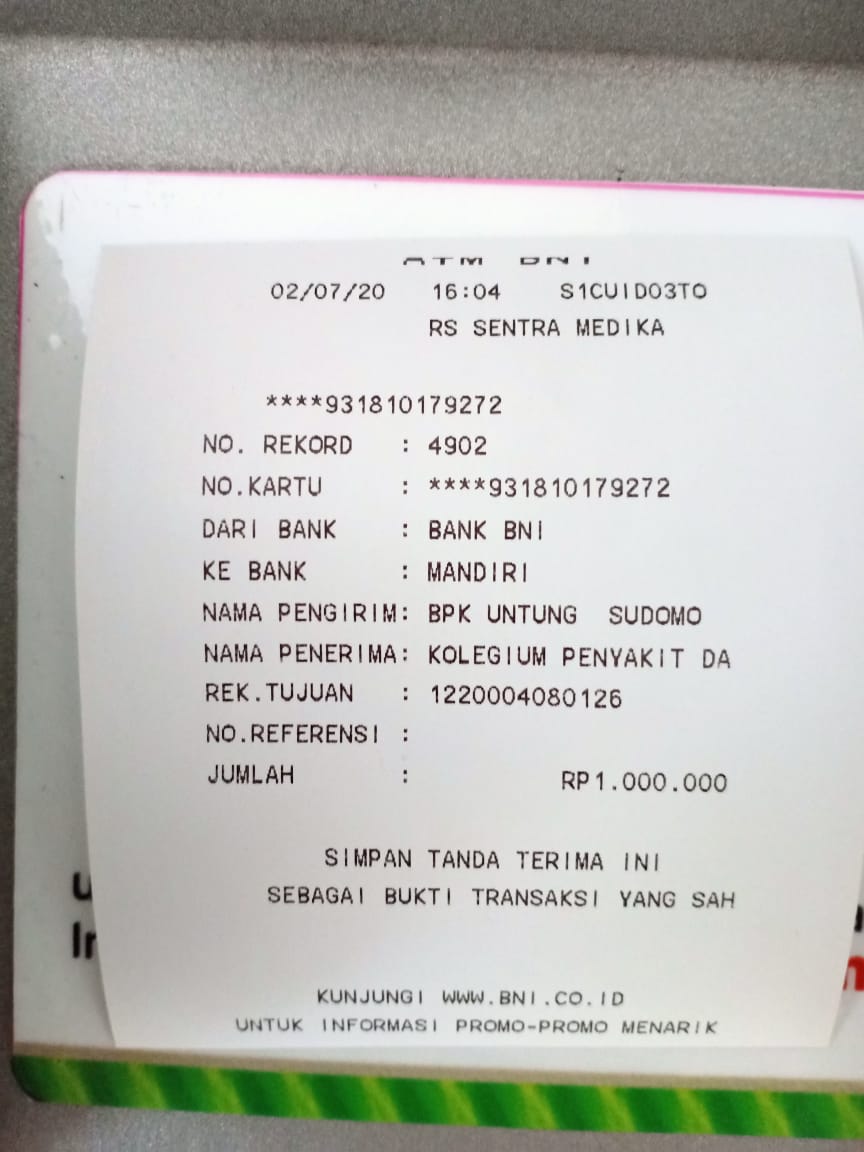 ATM BNI
02/07/20 16:04 S1CUID03TO
RS SENTRA MEDIKA
****931810179272
NO. REKORD : 4902
NO.KARTU : ****931810179272
DARI BANK : BANK BNI
KE BANK : MANDIRI
NAMA PENGIRIM: BPK UNTUNG SUDOMO
NAMA PENERIMA: KOLEGIUM PENYAKIT DA
REK.TUJUAN : 1220004080126
NO.REFERENSI :
JUMLAH : RP1.000.000
SIMPAN TANDA TERIMA INI
SEBAGAI BUKTI TRANSAKSI YANG SAH
KUNJUNGI WWW.BNI.CO.ID
UNTUK INFORMASI PROMO-PROMO MENARIK